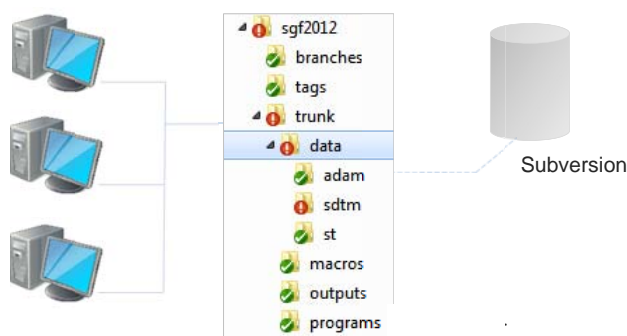 sgf2012
branches
tags
trunk
data
adam
sdtm
st
macros
outputs
programs
Subversion